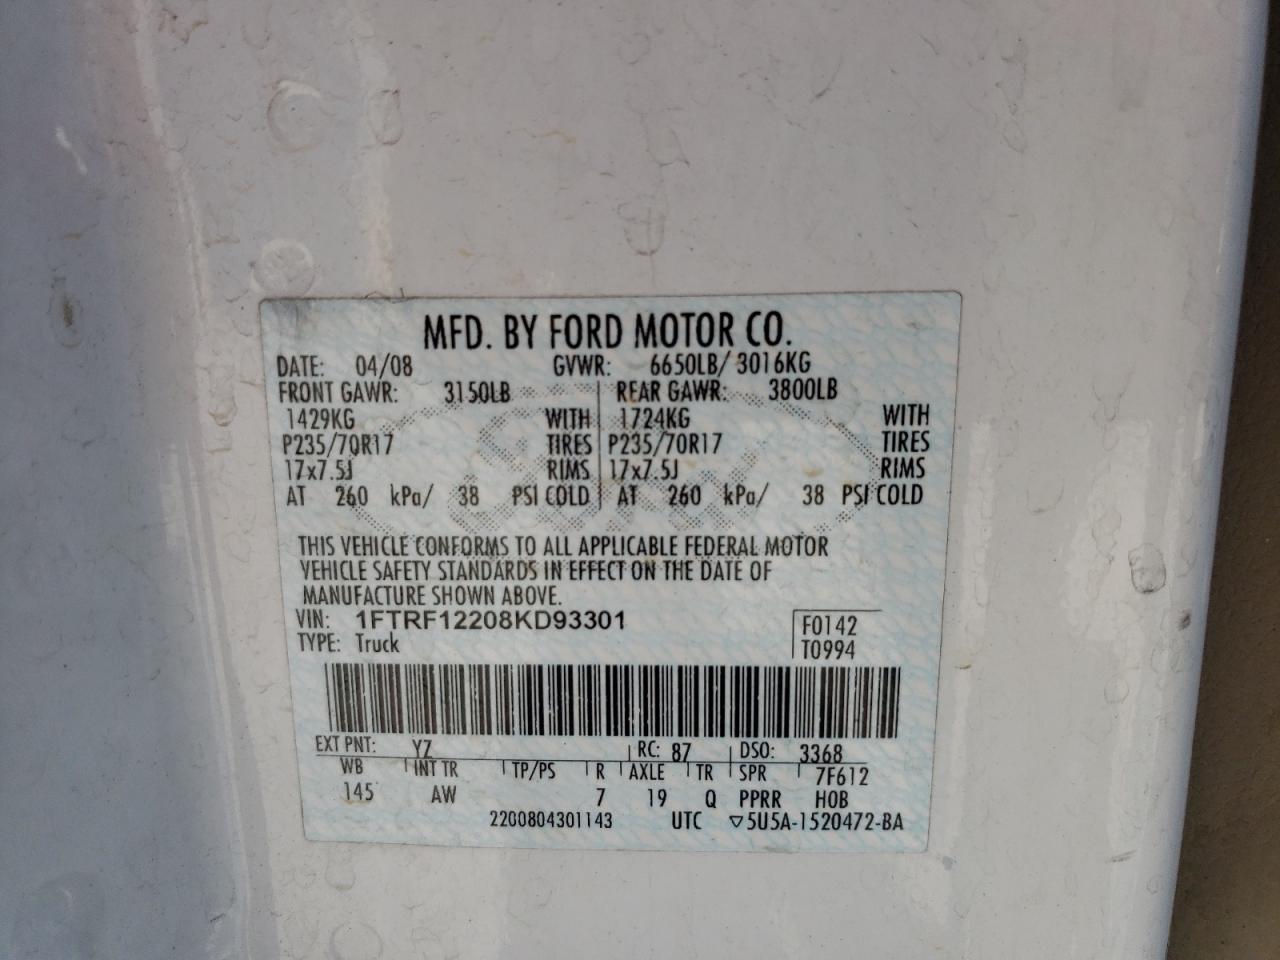 MFD. BY FORD MOTOR CO.
DATE: 04/08 GVWR: 6650LB/ 3016KG
FRONT GAWR: 3150LB REAR GAWR: 3800LB
1429KG WITH 1724KG WITH
P235/70R17 TIRES P235/70R17 TIRES
17x7.5J RIMS 17x7.5J RIMS
AT 260 kPa/ 38 PSI COLD AT 260 kPa/ 38 PSI COLD
THIS VEHICLE CONFORMS TO ALL APPLICABLE FEDERAL MOTOR
VEHICLE SAFETY STANDARDS IN EFFECT ON THE DATE OF
MANUFACTURE SHOWN ABOVE.
VIN: 1FTRF12208KD93301 F0142
TYPE: Truck T0994
EXT PNT: YZ RC: 87 DSO: 3368
WB INT TR TP/PS R AXLE TR SPR 7F612
145 AW 7 19 Q PPRR HOB
2200804301143 UTC ▽5U5A-1520472-BA